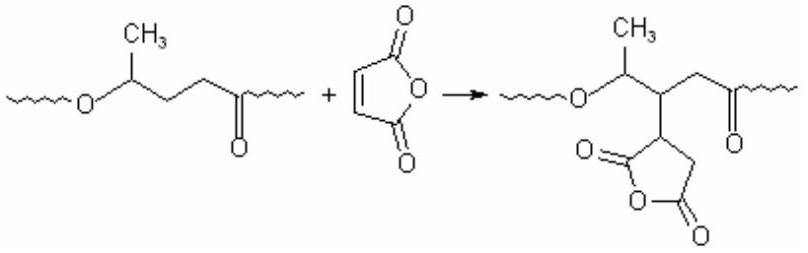 CH3 O CH3
O + O → O
O O O O
O O
O